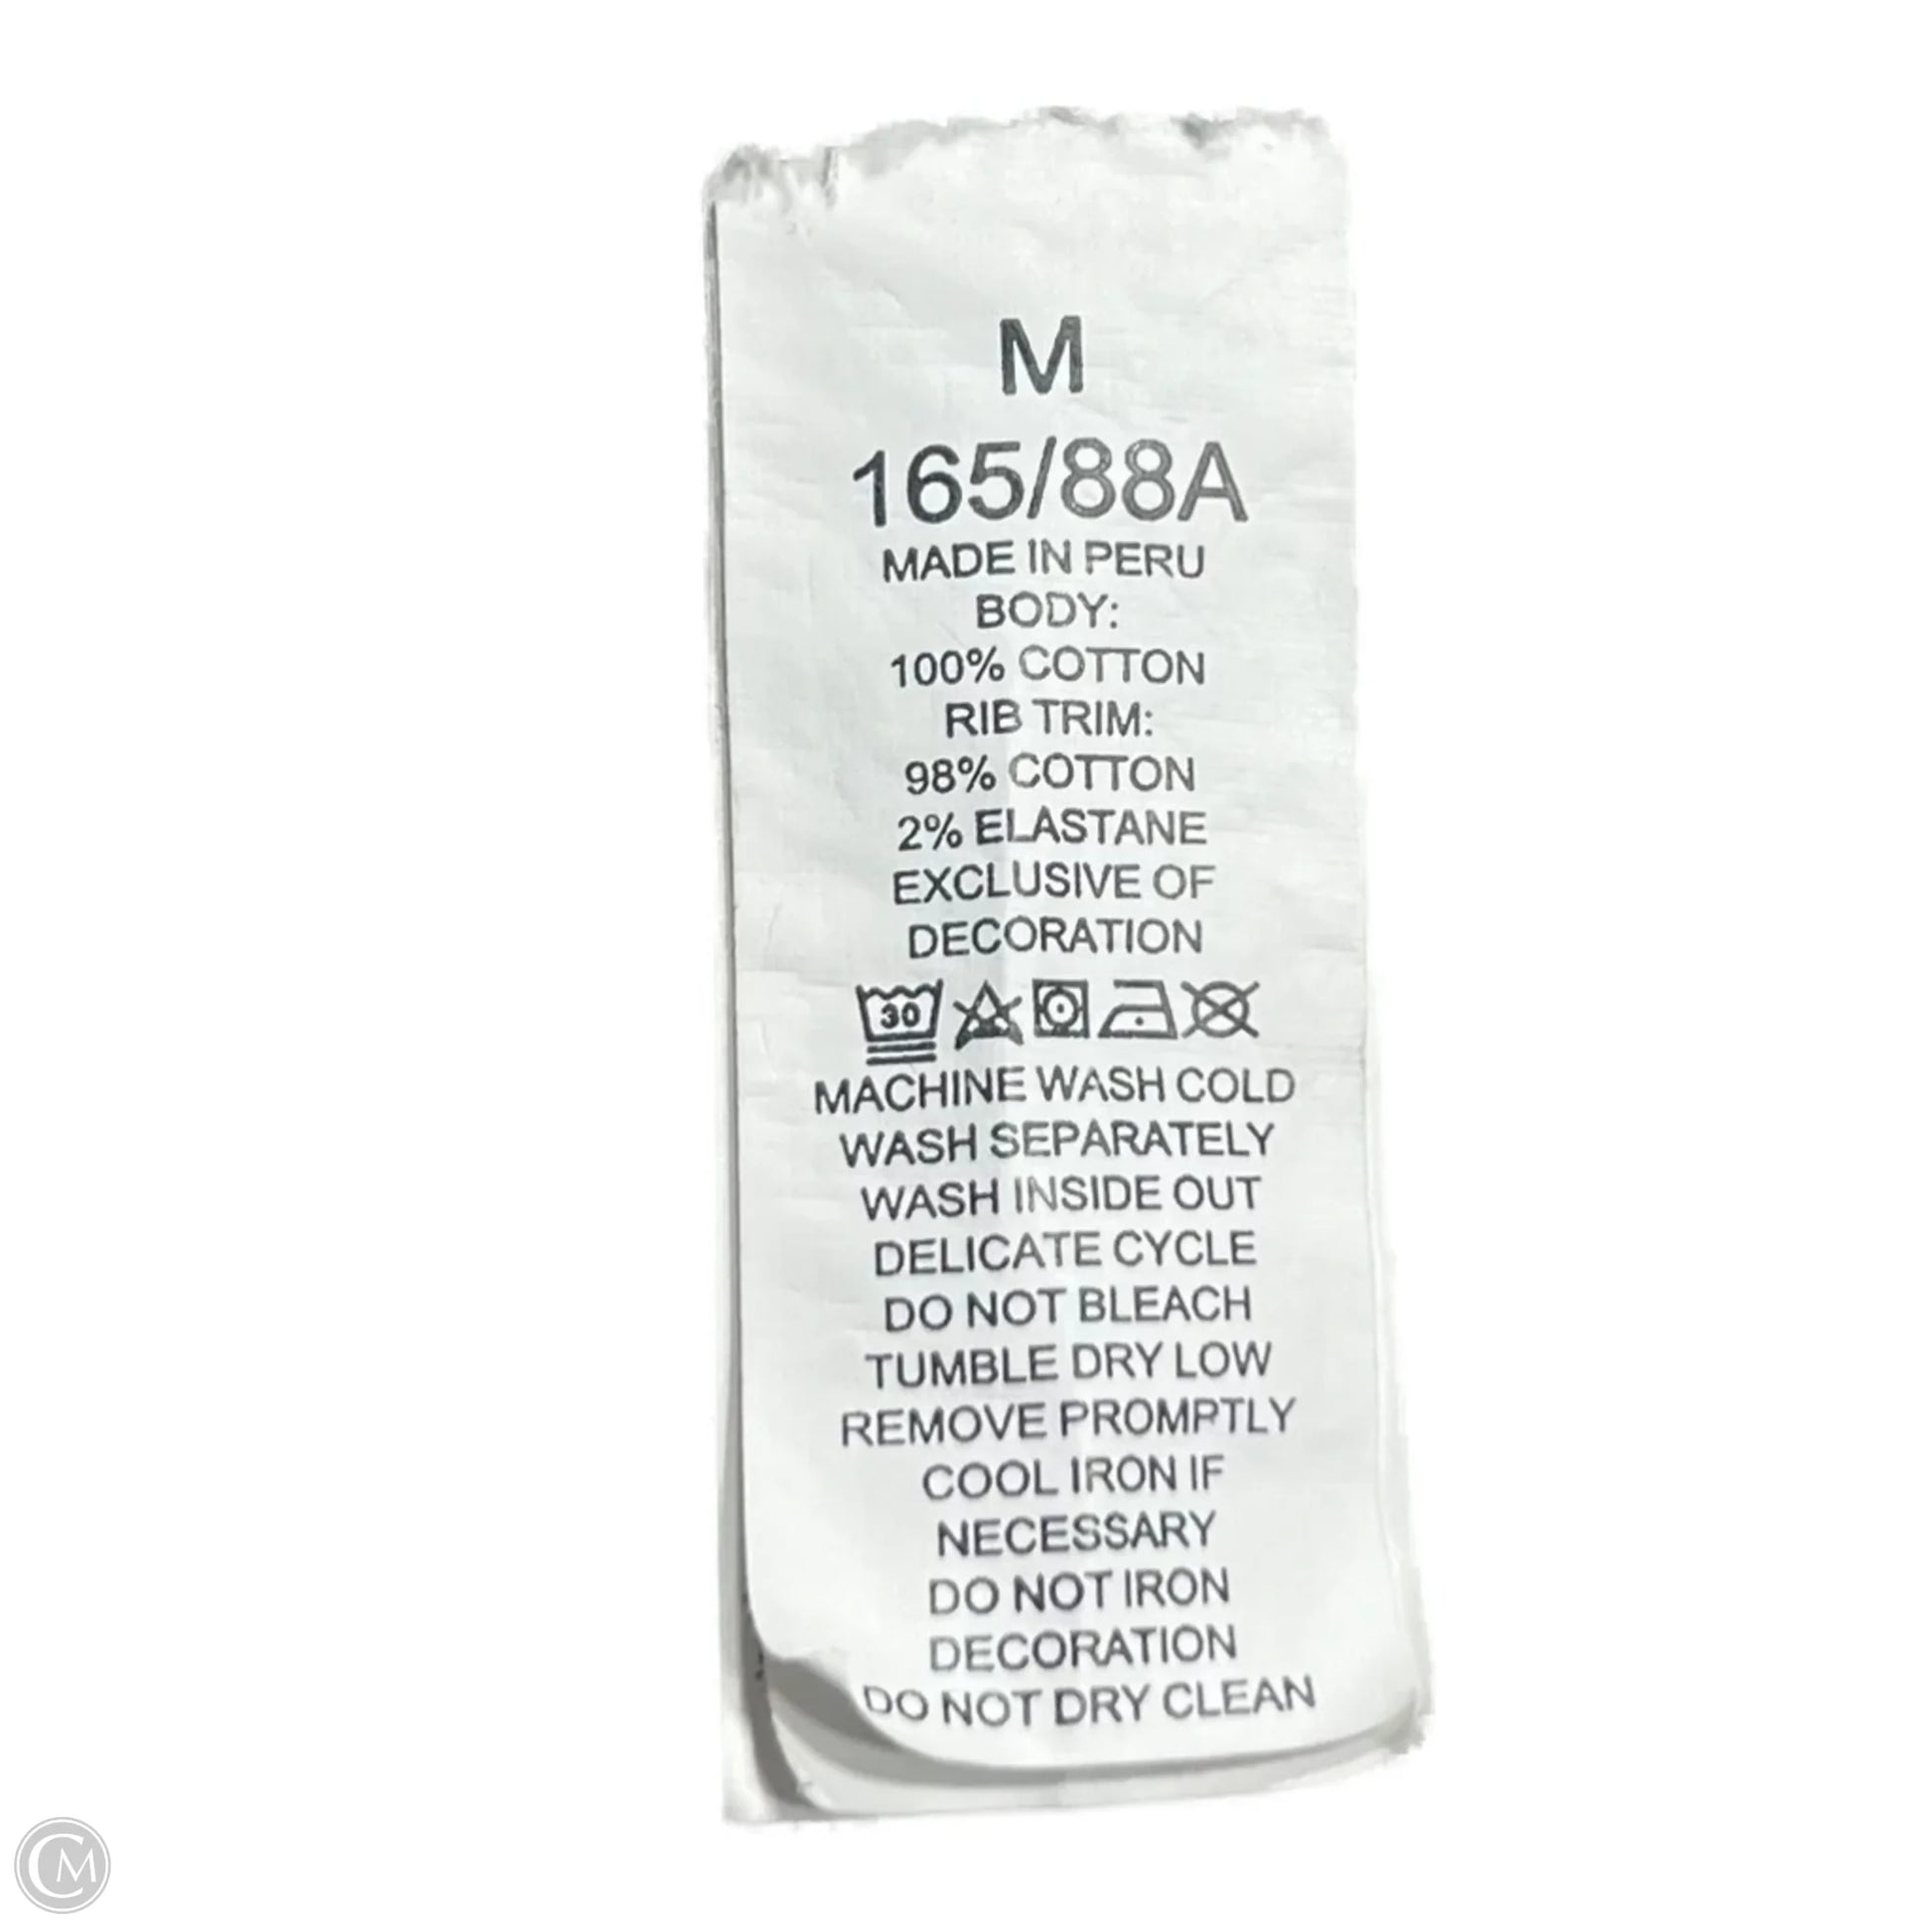 M
165/88A
MADE IN PERU
BODY:
100% COTTON
RIB TRIM:
98% COTTON
2% ELASTANE
EXCLUSIVE OF
DECORATION
30
MACHINE WASH COLD
WASH SEPARATELY
WASH INSIDE OUT
DELICATE CYCLE
DO NOT BLEACH
TUMBLE DRY LOW
REMOVE PROMPTLY
COOL IRON IF
NECESSARY
DO NOT IRON
DECORATION
DO NOT DRY CLEAN
CM